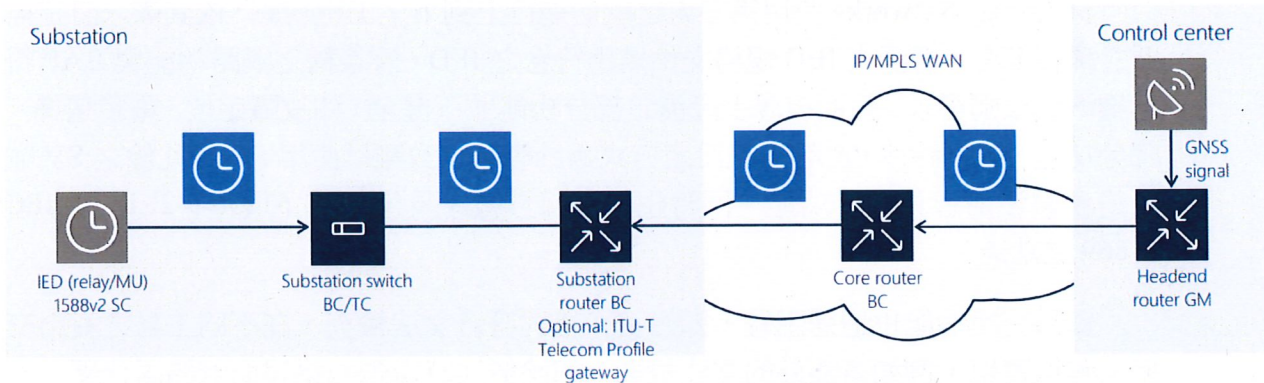 Substation
Control center
IP/MPLS WAN
GNSS
signal
IED (relay/MU)
1588v2 SC
Substation switch
BC/TC
Substation
router BC
Optional: ITU-T
Telecom Profile
gateway
Core router
BC
Headend
router GM